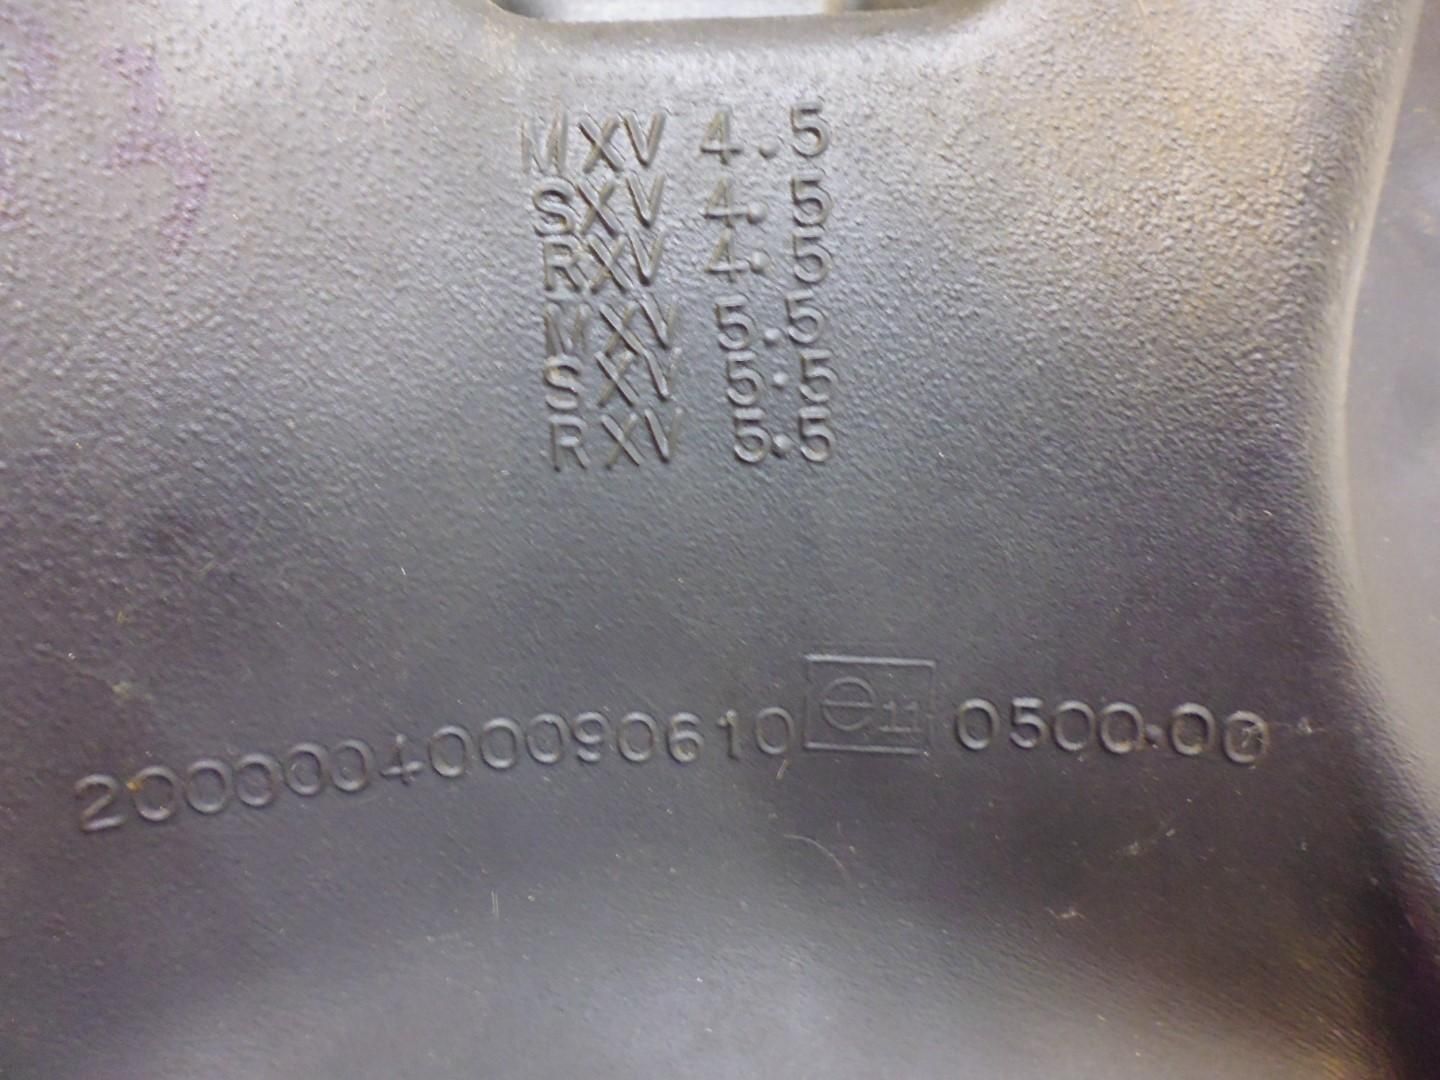 MXV 4.5
SXV 4.5
RXV 4.5
MXV 5.5
SXV 5.5
RXV 5.5
200000400090610 e11 0500.00